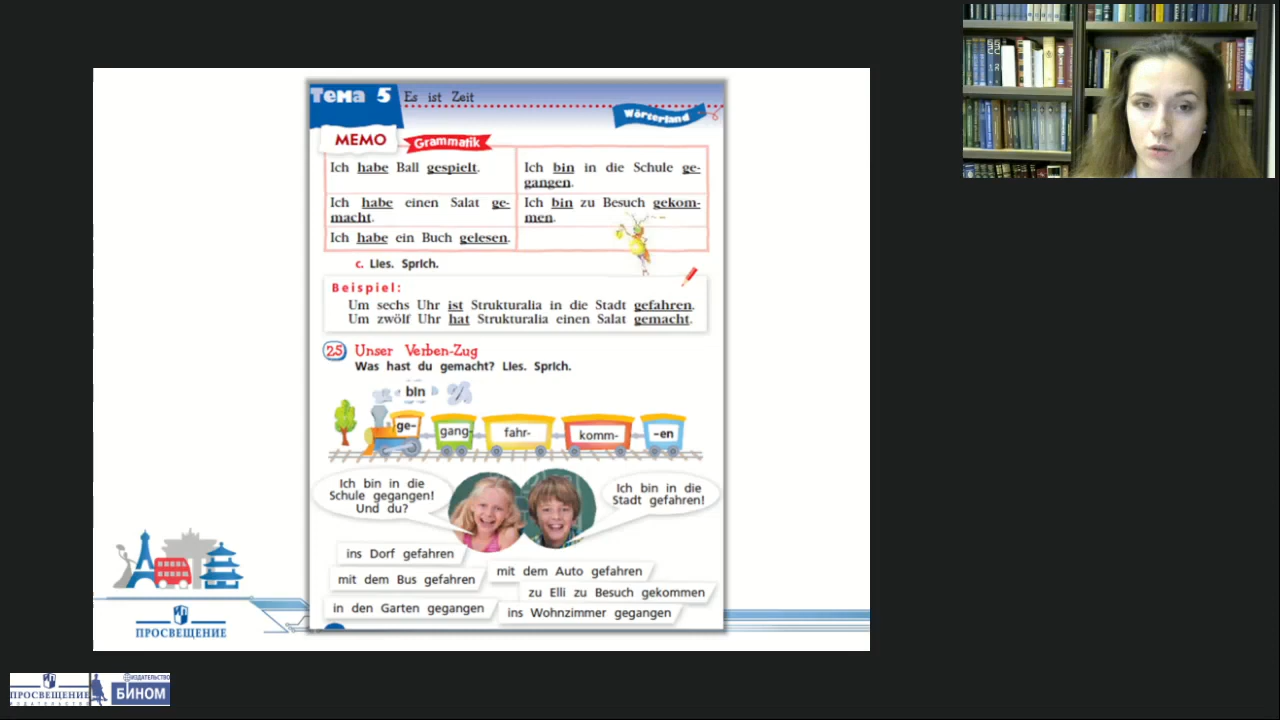 Тема 5
Es ist Zeit
Wörterland
MEMO
Grammatik
Ich habe Ball gespielt.
Ich bin in die Schule ge-
gangen.
Ich habe einen Salat ge-
macht.
Ich bin zu Besuch gekom-
men.
Ich habe ein Buch gelesen.
c. Lies. Sprich.
Beispiel:
Um sechs Uhr ist Strukturalia in die Stadt gefahren.
Um zwölf Uhr hat Strukturalia einen Salat gemacht.
25 Unser Verben-Zug
Was hast du gemacht? Lies. Sprich.
bin
ge-
gang-
fahr-
komm-
-en
Ich bin in die
Schule gegangen!
Und du?
Ich bin in die
Stadt gefahren!
ins Dorf gefahren
mit dem Auto gefahren
mit dem Bus gefahren
zu Elli zu Besuch gekommen
in den Garten gegangen
ins Wohnzimmer gegangen
ПРОСВЕЩЕНИЕ
ПРОСВЕЩЕНИЕ
ИЗДАТЕЛЬСТВО
ИЗДАТЕЛЬСТВО
БИНОМ